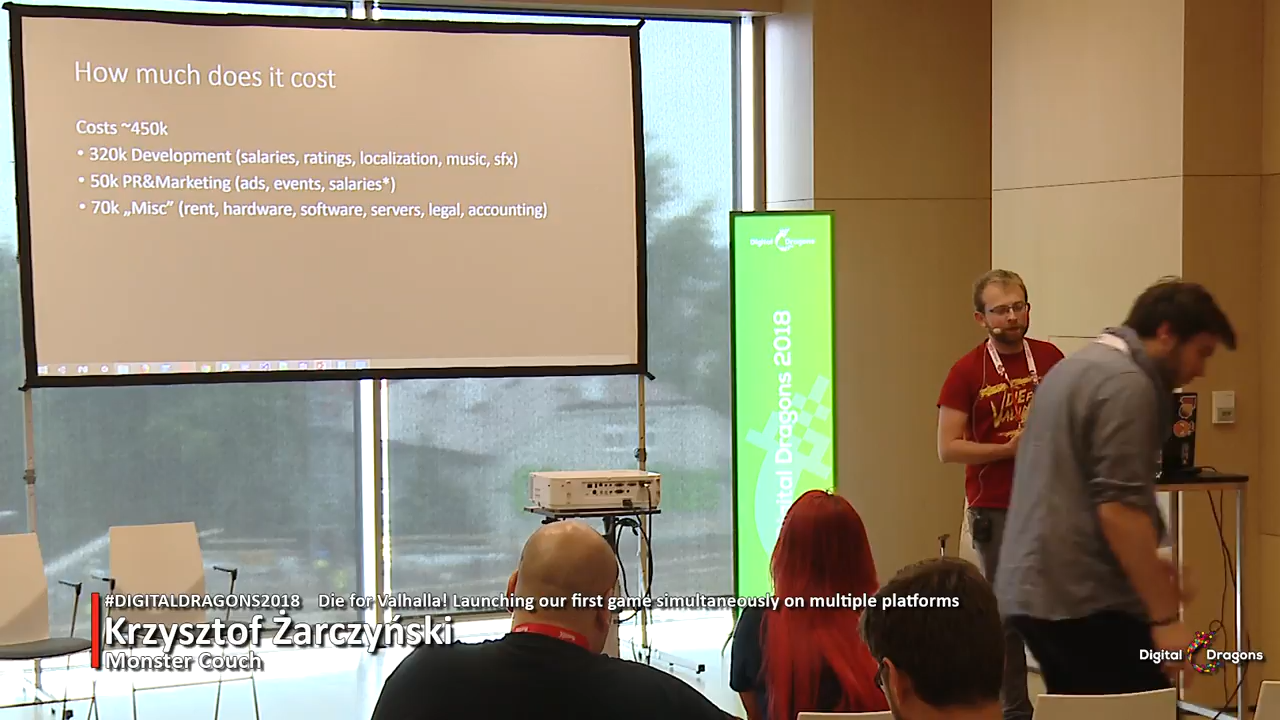 How much does it cost
Costs ~450k
• 320k Development (salaries, ratings, localization, music, sfx)
• 50k PR&Marketing (ads, events, salaries*)
• 70k „Misc” (rent, hardware, software, servers, legal, accounting)
Digital Dragons
Digital Dragons 2018
DIE F
VAL
#DIGITALDRAGONS2018 Die for Valhalla! Launching our first game simultaneously on multiple platforms
Krzysztof Żarczyński
Monster Couch
Digital Dragons